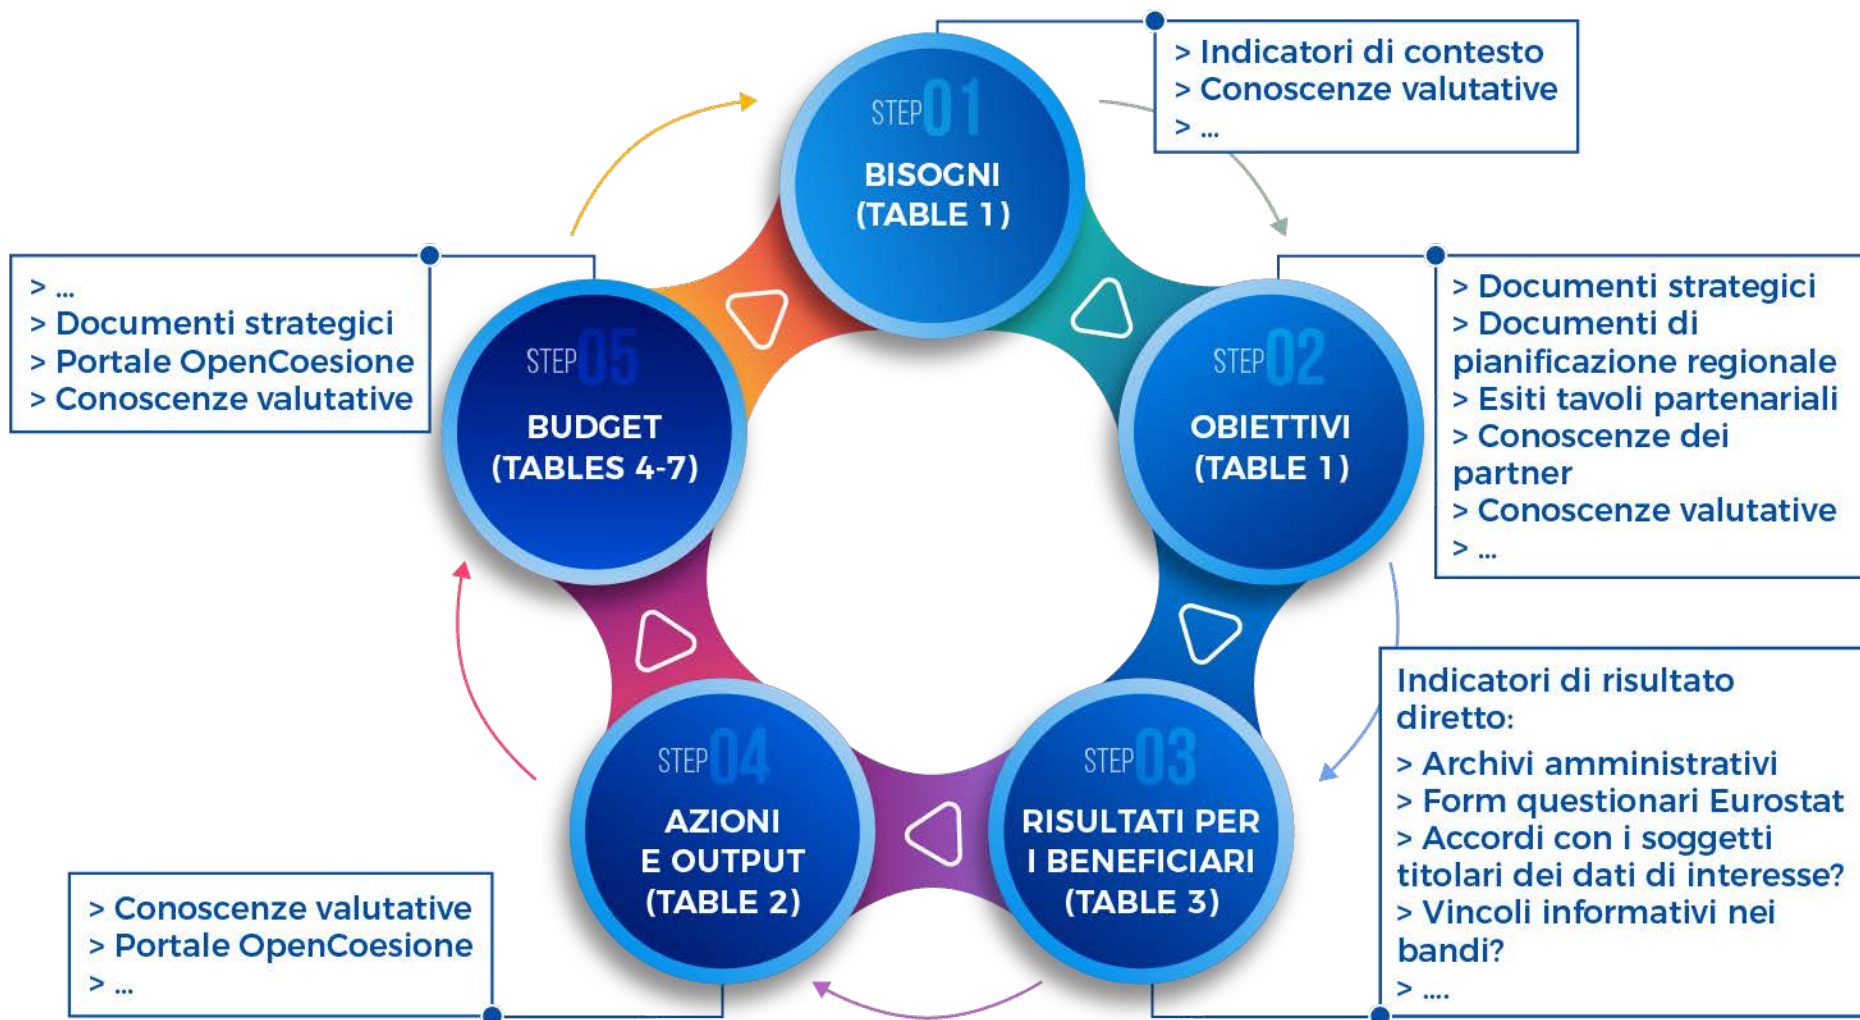 STEP 01
BISOGNI
(TABLE 1)
> Indicatori di contesto
> Conoscenze valutative
> ...
STEP 02
OBIETTIVI
(TABLE 1)
> Documenti strategici
> Documenti di
pianificazione regionale
> Esiti tavoli partenariali
> Conoscenze dei
partner
> Conoscenze valutative
> ...
STEP 03
RISULTATI PER
I BENEFICIARI
(TABLE 3)
Indicatori di risultato
diretto:
> Archivi amministrativi
> Form questionari Eurostat
> Accordi con i soggetti
titolari dei dati di interesse?
> Vincoli informativi nei
bandi?
> ....
STEP 04
AZIONI
E OUTPUT
(TABLE 2)
> Conoscenze valutative
> Portale OpenCoesione
> ...
STEP 05
BUDGET
(TABLES 4-7)
> ...
> Documenti strategici
> Portale OpenCoesione
> Conoscenze valutative